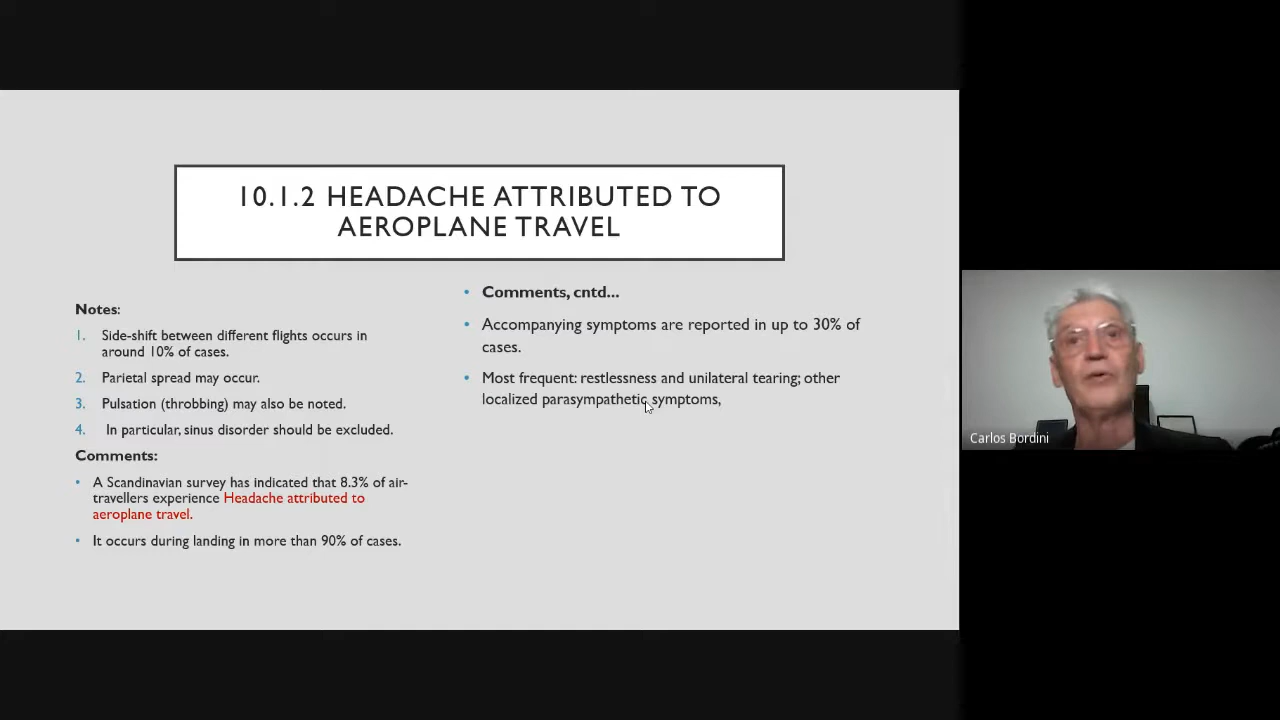 10.1.2 HEADACHE ATTRIBUTED TO
AEROPLANE TRAVEL
Notes:
1. Side-shift between different flights occurs in
around 10% of cases.
2. Parietal spread may occur.
3. Pulsation (throbbing) may also be noted.
4. In particular, sinus disorder should be excluded.
Comments:
• A Scandinavian survey has indicated that 8.3% of air-
travellers experience Headache attributed to
aeroplane travel.
• It occurs during landing in more than 90% of cases.
• Comments, cntd...
• Accompanying symptoms are reported in up to 30% of
cases.
• Most frequent: restlessness and unilateral tearing; other
localized parasympathetic symptoms,
Carlos Bordini